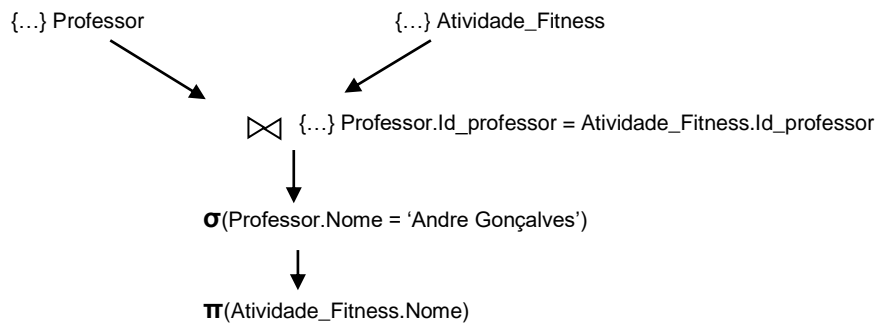 {…} Professor
{…} Atividade_Fitness
⋈ {…} Professor.Id_professor = Atividade_Fitness.Id_professor
σ(Professor.Nome = ‘Andre Gonçalves’)
π(Atividade_Fitness.Nome)